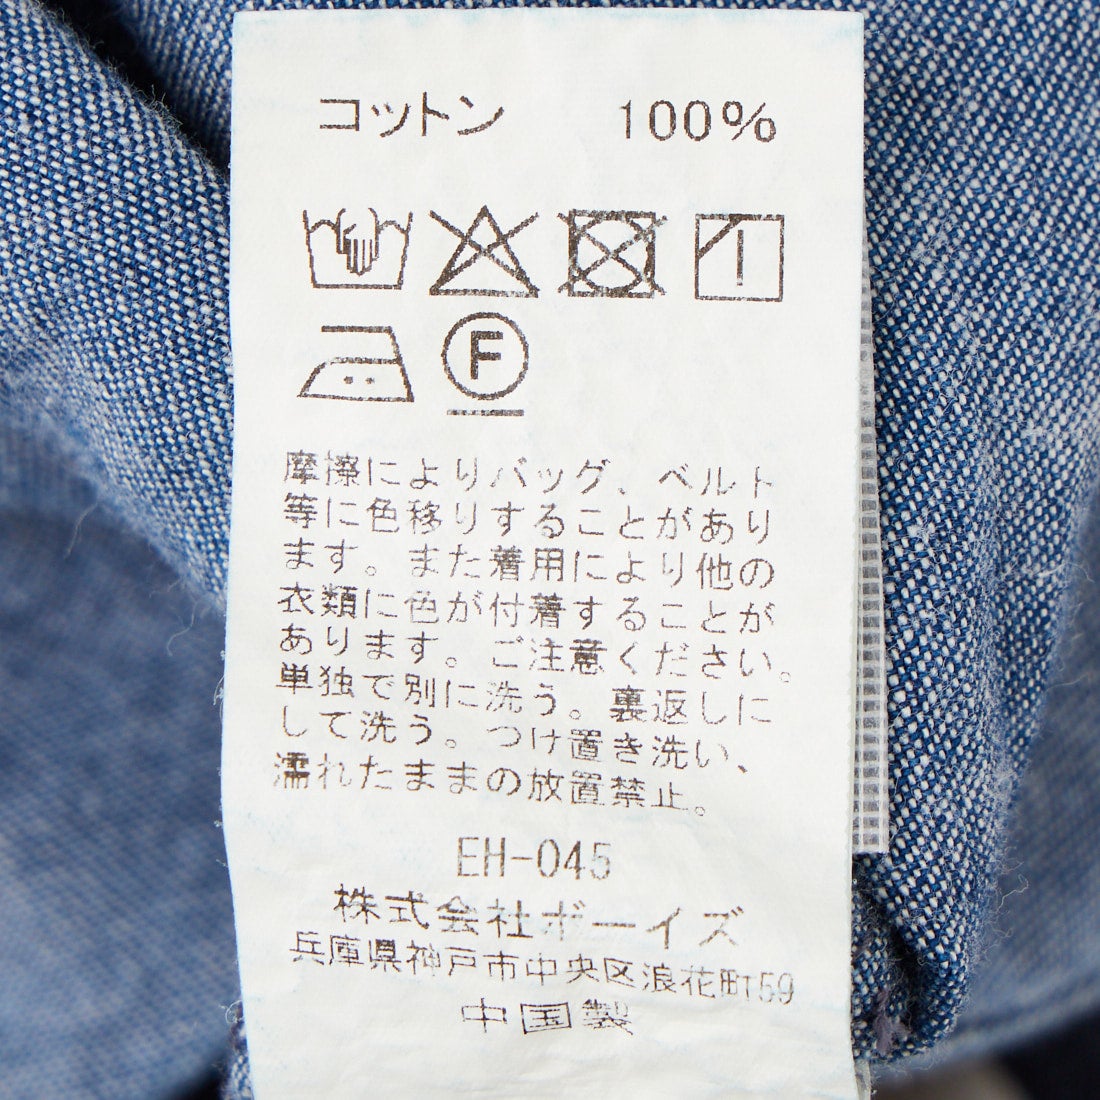 コットン 100%
F
摩擦によりバッグ、ベルト
等に色移りすることがあり
ます。また着用により他の
衣類に色が付着することが
あります。ご注意ください。
単独で別に洗う。裏返しに
して洗う。つけ置き洗い、
濡れたままの放置禁止。
EH-045
株式会社ボーイズ
兵庫県神戸市中央区浪花町59
中国製